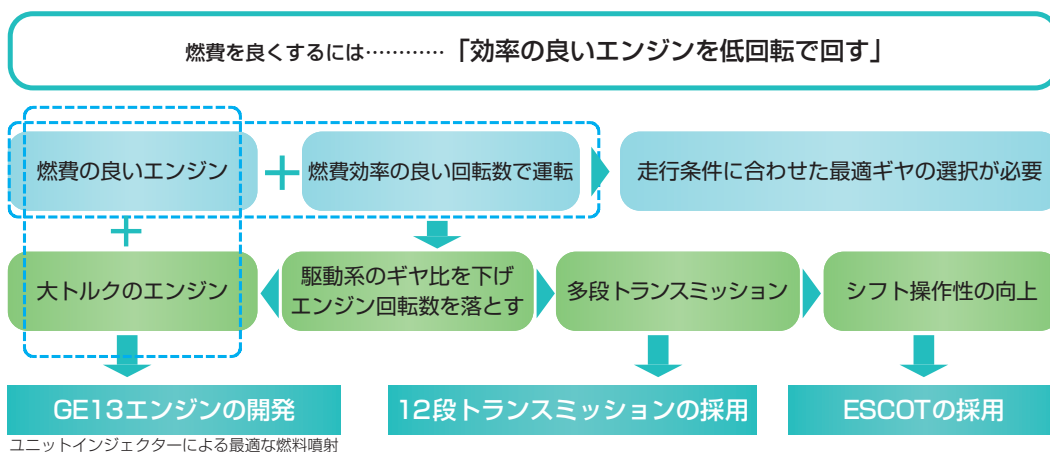 燃費を良くするには…………「効率の良いエンジンを低回転で回す」
燃費の良いエンジン
+
燃費効率の良い回転数で運転
走行条件に合わせた最適ギヤの選択が必要
+
大トルクのエンジン
駆動系のギヤ比を下げ
エンジン回転数を落とす
多段トランスミッション
シフト操作性の向上
GE13エンジンの開発
12段トランスミッションの採用
ESCOTの採用
ユニットインジェクターによる最適な燃料噴射